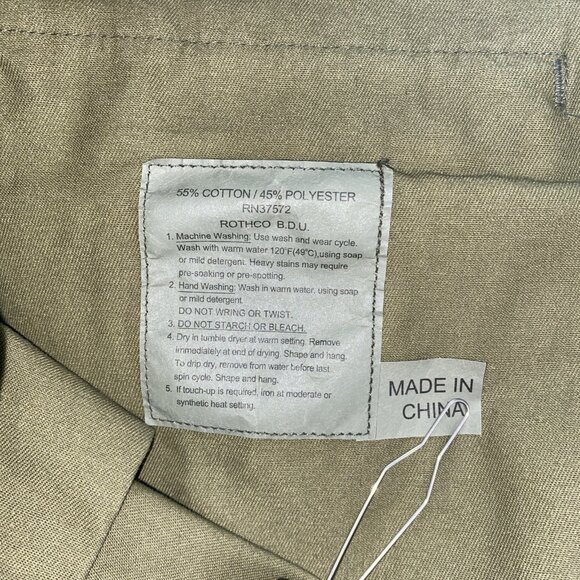 55% COTTON / 45% POLYESTER
RN37572
ROTHCO B.D.U.
1. Machine Washing: Use wash and wear cycle.
Wash with warm water 120°F(49°C),using soap
or mild detergent. Heavy stains may require
pre-soaking or pre-spotting.
2. Hand Washing: Wash in warm water, using soap
or mild detergent.
DO NOT WRING OR TWIST.
3. DO NOT STARCH OR BLEACH.
4. Dry in tumble dryer at warm setting. Remove
immediately at end of drying. Shape and hang.
To drip dry, remove from water before last
spin cycle. Shape and hang.
5. If touch-up is required, iron at moderate or
synthetic heat setting.
MADE IN
CHINA